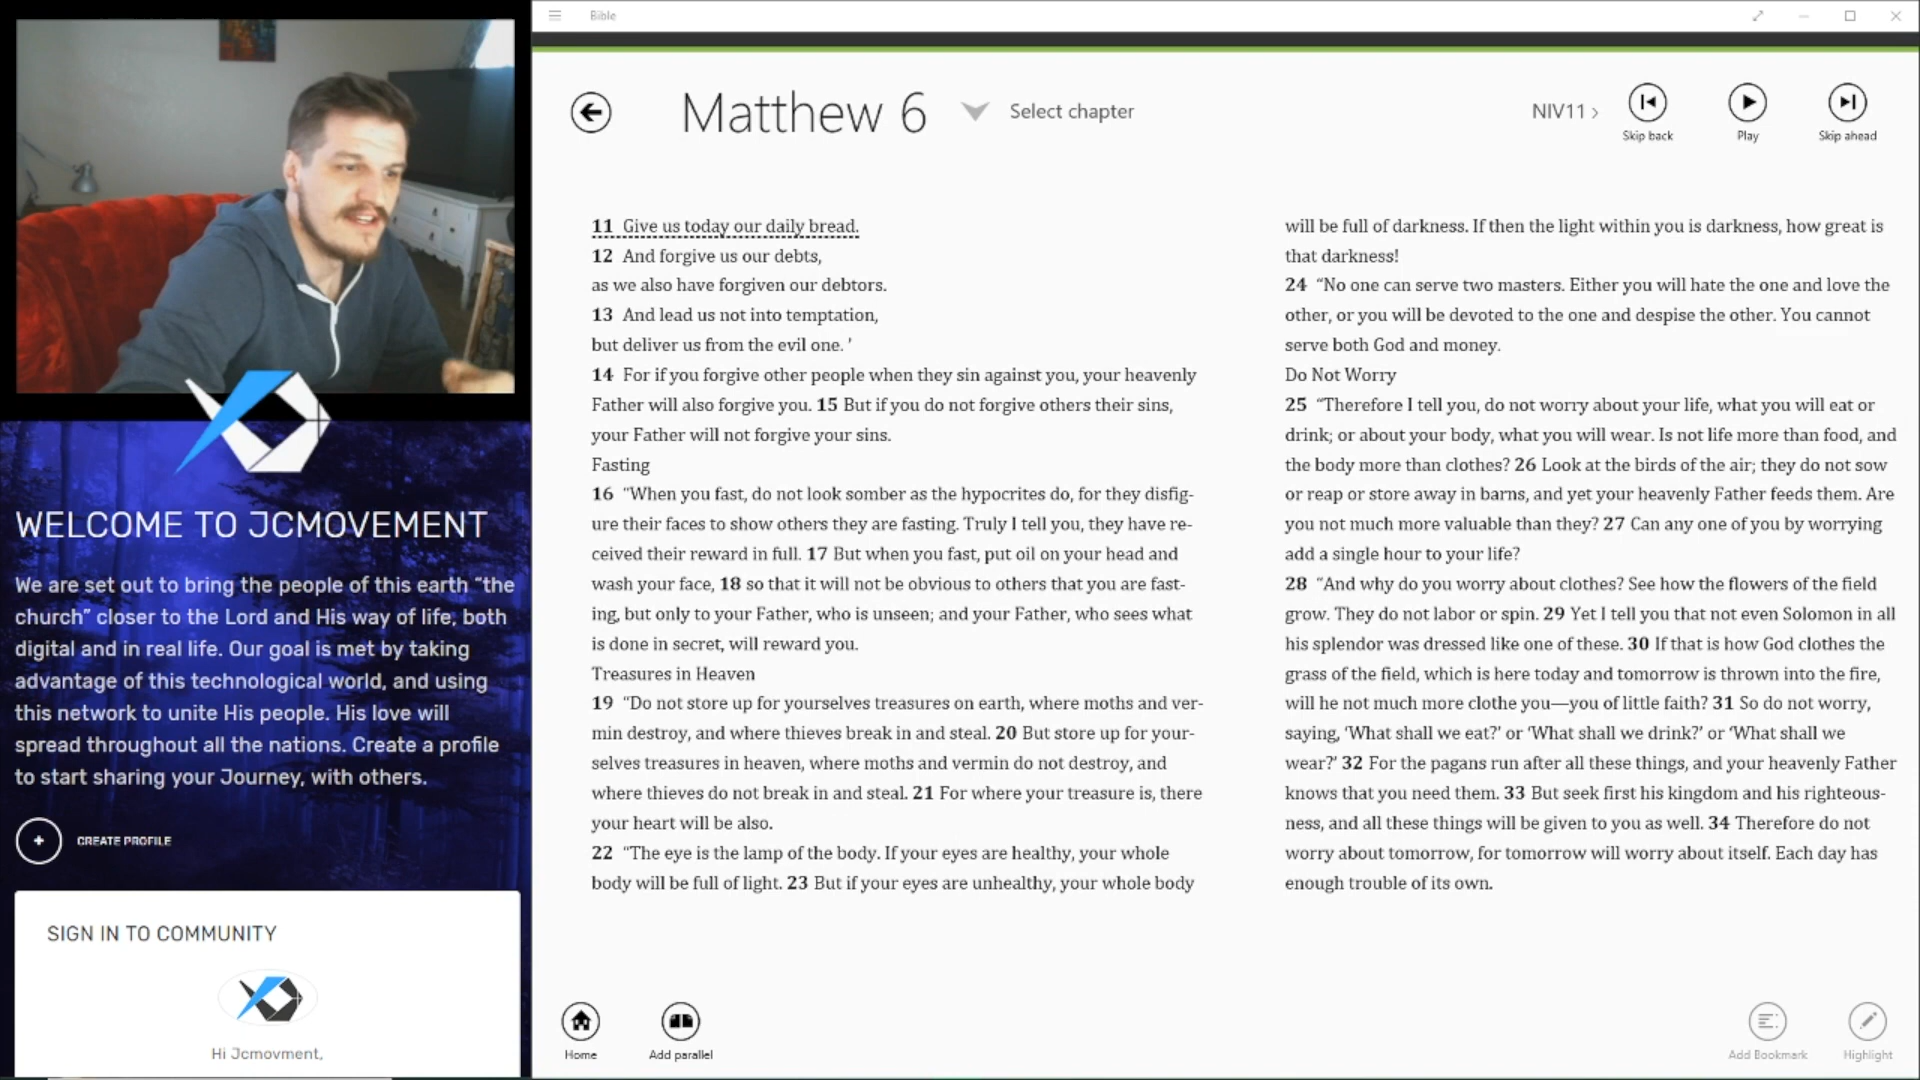 Bible
Matthew 6
Select chapter
NIV11
Skip back
Play
Skip ahead
11 Give us today our daily bread.
12 And forgive us our debts,
as we also have forgiven our debtors.
13 And lead us not into temptation,
but deliver us from the evil one. ’
14 For if you forgive other people when they sin against you, your heavenly
Father will also forgive you. 15 But if you do not forgive others their sins,
your Father will not forgive your sins.
Fasting
16 “When you fast, do not look somber as the hypocrites do, for they disfig-
ure their faces to show others they are fasting. Truly I tell you, they have re-
ceived their reward in full. 17 But when you fast, put oil on your head and
wash your face, 18 so that it will not be obvious to others that you are fast-
ing, but only to your Father, who is unseen; and your Father, who sees what
is done in secret, will reward you.
Treasures in Heaven
19 “Do not store up for yourselves treasures on earth, where moths and ver-
min destroy, and where thieves break in and steal. 20 But store up for your-
selves treasures in heaven, where moths and vermin do not destroy, and
where thieves do not break in and steal. 21 For where your treasure is, there
your heart will be also.
22 “The eye is the lamp of the body. If your eyes are healthy, your whole
body will be full of light. 23 But if your eyes are unhealthy, your whole body
will be full of darkness. If then the light within you is darkness, how great is
that darkness!
24 “No one can serve two masters. Either you will hate the one and love the
other, or you will be devoted to the one and despise the other. You cannot
serve both God and money.
Do Not Worry
25 “Therefore I tell you, do not worry about your life, what you will eat or
drink; or about your body, what you will wear. Is not life more than food, and
the body more than clothes? 26 Look at the birds of the air; they do not sow
or reap or store away in barns, and yet your heavenly Father feeds them. Are
you not much more valuable than they? 27 Can any one of you by worrying
add a single hour to your life?
28 “And why do you worry about clothes? See how the flowers of the field
grow. They do not labor or spin. 29 Yet I tell you that not even Solomon in all
his splendor was dressed like one of these. 30 If that is how God clothes the
grass of the field, which is here today and tomorrow is thrown into the fire,
will he not much more clothe you—you of little faith? 31 So do not worry,
saying, ‘What shall we eat?’ or ‘What shall we drink?’ or ‘What shall we
wear?’ 32 For the pagans run after all these things, and your heavenly Father
knows that you need them. 33 But seek first his kingdom and his righteous-
ness, and all these things will be given to you as well. 34 Therefore do not
worry about tomorrow, for tomorrow will worry about itself. Each day has
enough trouble of its own.
Home
Add parallel
Add Bookmark
Highlight
WELCOME TO JCMOVEMENT
We are set out to bring the people of this earth “the
church” closer to the Lord and His way of life, both
digital and in real life. Our goal is met by taking
advantage of this technological world, and using
this network to unite His people. His love will
spread throughout all the nations. Create a profile
to start sharing your Journey, with others.
CREATE PROFILE
SIGN IN TO COMMUNITY
Hi Jcmovment,